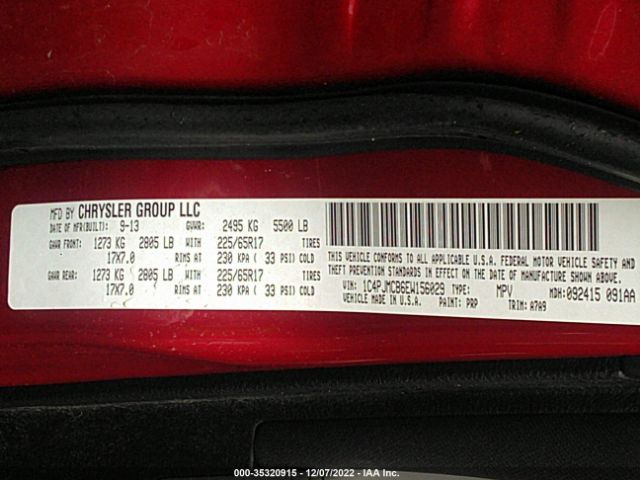 MFD BY CHRYSLER GROUP LLC
DATE OF MFR(BUILT): 9-13 GVWR: 2495 KG 5500 LB
GAWR FRONT: 1273 KG 2805 LB WITH 225/65R17 TIRES
17X7.0 RIMS AT 230 KPA ( 33 PSI) COLD
GAWR REAR: 1273 KG 2805 LB WITH 225/65R17 TIRES
17X7.0 RIMS AT 230 KPA ( 33 PSI) COLD
THIS VEHICLE CONFORMS TO ALL APPLICABLE U.S.A. FEDERAL MOTOR VEHICLE SAFETY, BUMPER, AND
THEFT PREVENTION STANDARDS IN EFFECT ON THE DATE OF MANUFACTURE SHOWN ABOVE.
VIN: 1C4PJMCB6EW156029 TYPE: MPV MDH: 092415 091AA
VEHICLE MADE IN U.S.A. PAINT: PRP TRIM: A7A9
000-35320915 - 12/07/2022 - IAA Inc.